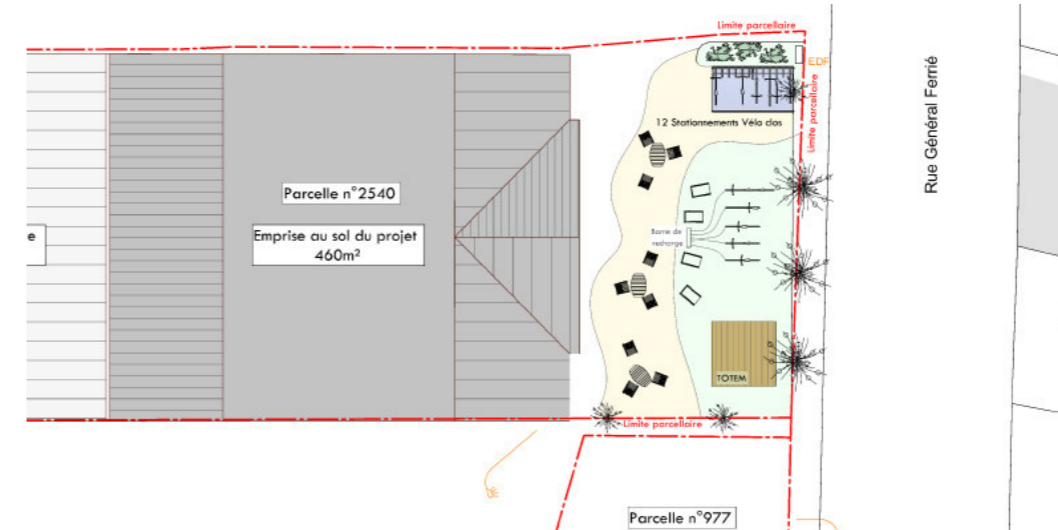 Limite parcellaire
EDF
Limite parcellaire
Rue Général Ferrié
12 Stationnements Vélo clos
Parcelle n°2540
e
Emprise au sol du projet
460m²
Borne de
recharge
TOTEM
Limite parcellaire
Parcelle n°977